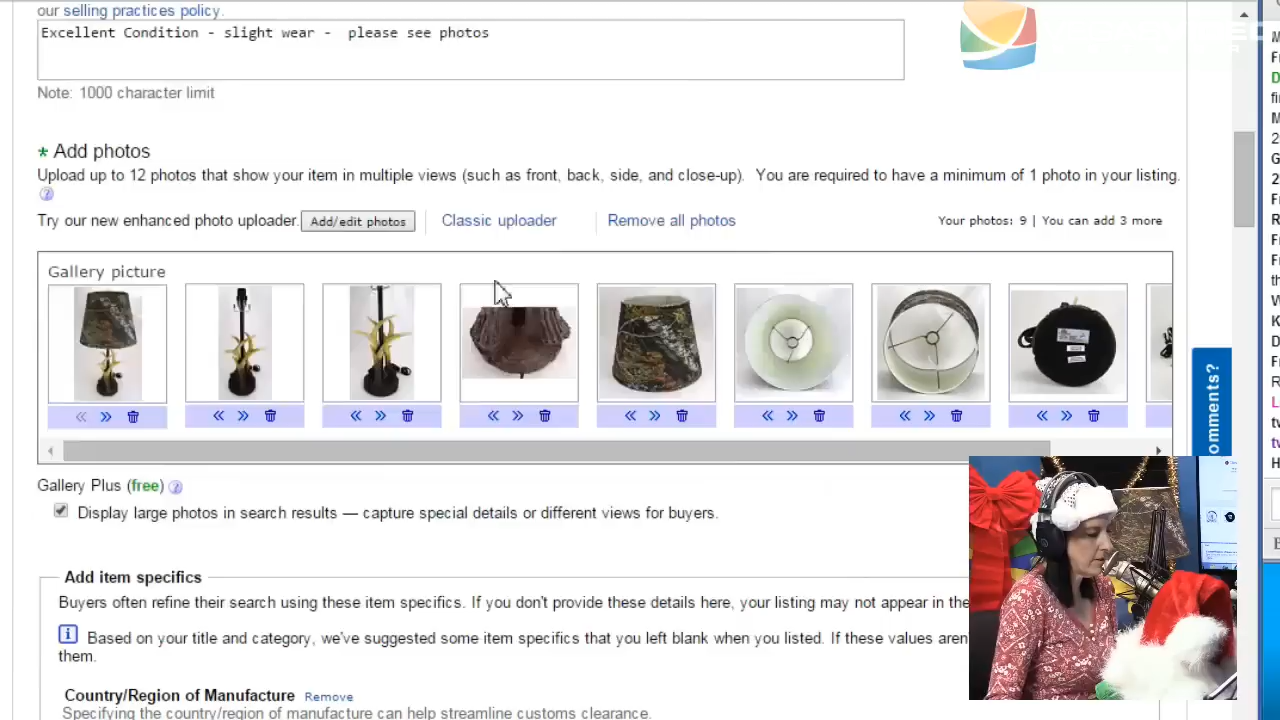 our selling practices policy.
Excellent Condition - slight wear - please see photos
Note: 1000 character limit
* Add photos
Upload up to 12 photos that show your item in multiple views (such as front, back, side, and close-up). You are required to have a minimum of 1 photo in your listing.
Try our new enhanced photo uploader. Add/edit photos Classic uploader Remove all photos Your photos: 9 | You can add 3 more
Gallery picture
Gallery Plus (free)
Display large photos in search results — capture special details or different views for buyers.
Add item specifics
Buyers often refine their search using these item specifics. If you don't provide these details here, your listing may not appear in the
Based on your title and category, we've suggested some item specifics that you left blank when you listed. If these values aren
them.
Country/Region of Manufacture Remove
Specifying the country/region of manufacture can help streamline customs clearance.
omments?